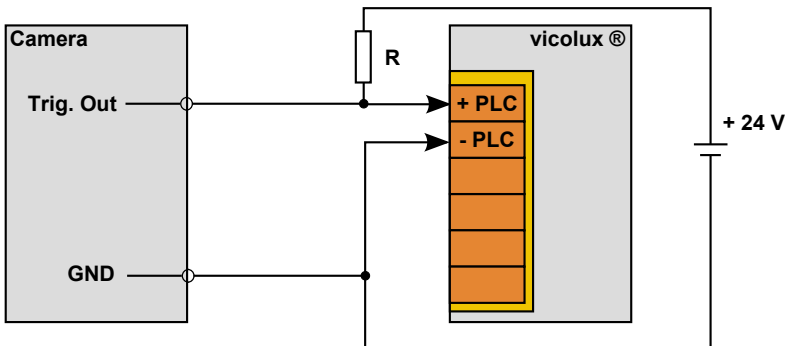 Camera
vicolux ®
R
Trig. Out
+ PLC
+ 24 V
- PLC
GND